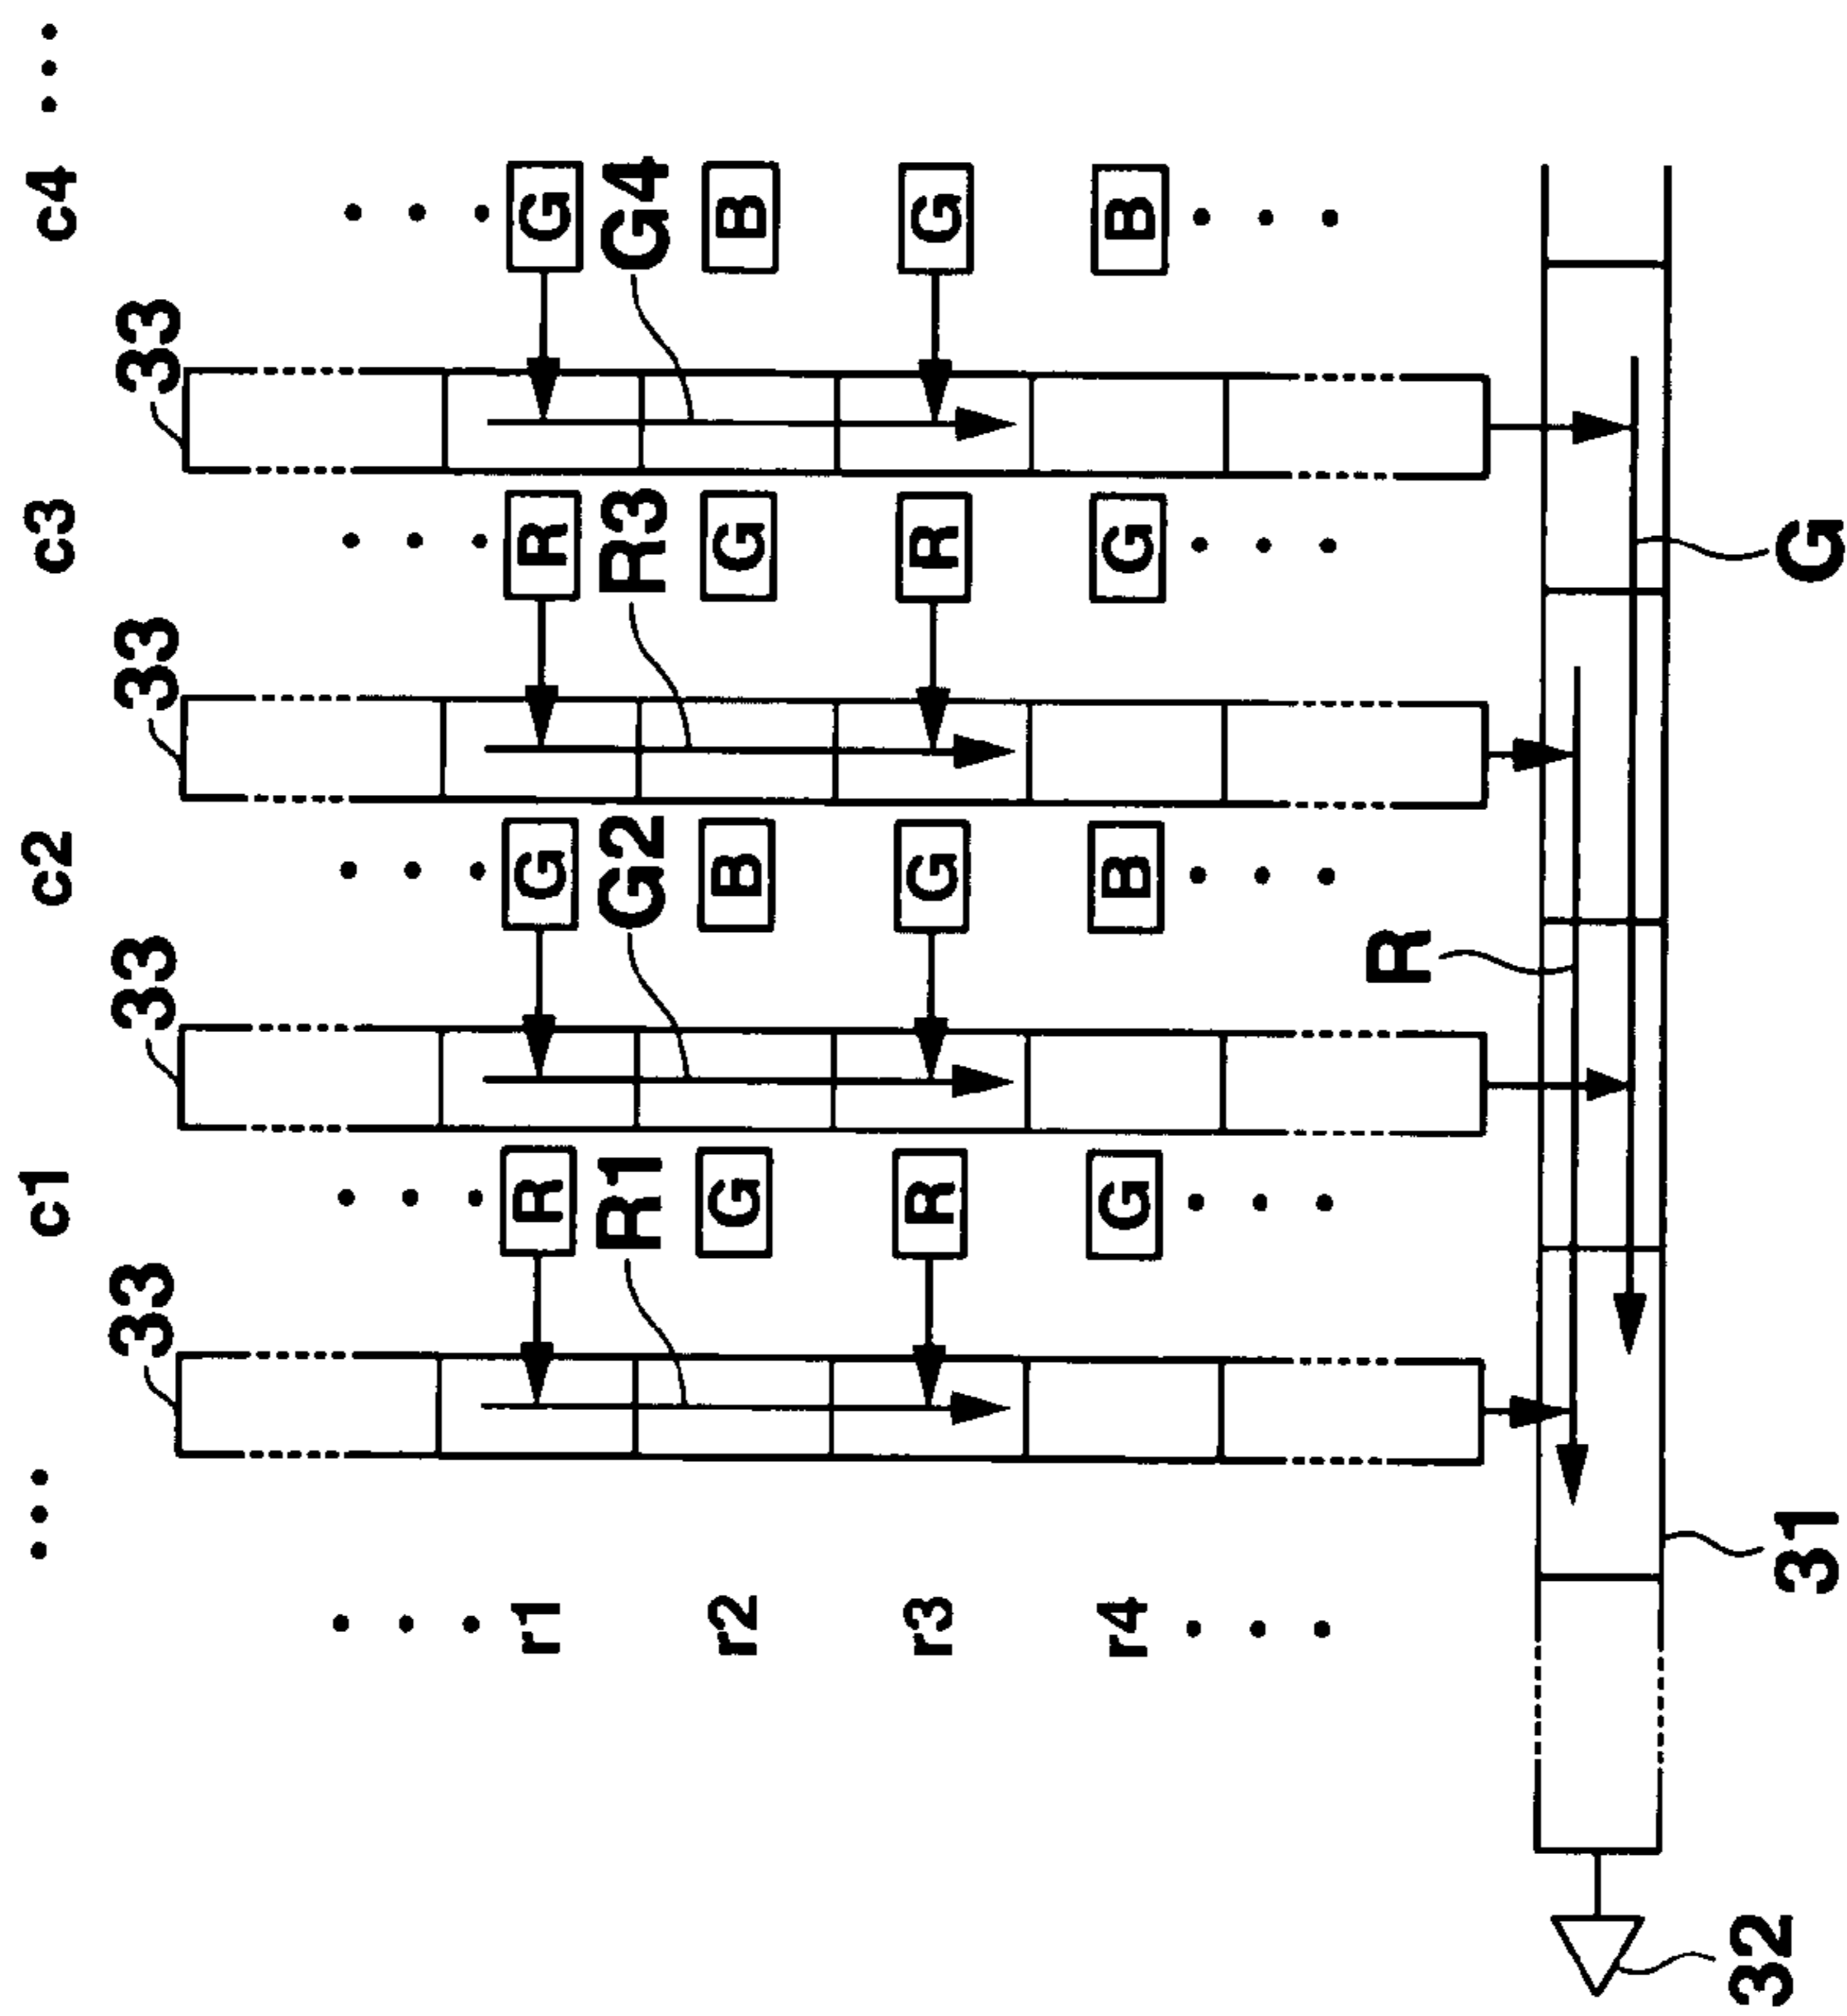 ... c1 c2 c3 c4 ...
33 33 33 33
r1 R G R G
R1 G2 R3 G4
r2 G B G B
r3 R G R G
r4 G B G B
R
32 31 G